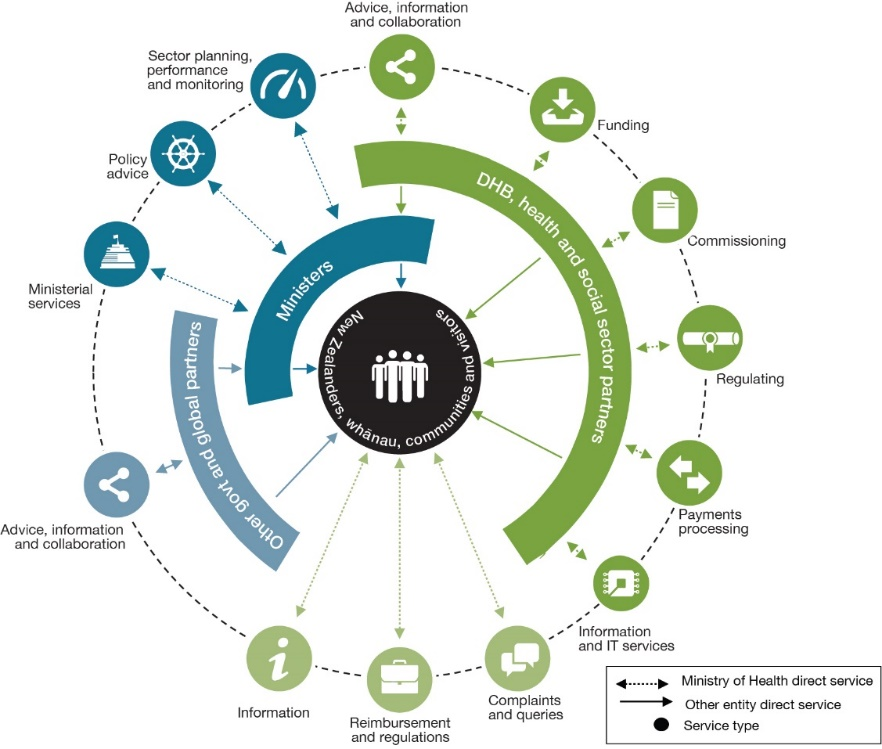 Advice, information
and collaboration
Sector planning,
performance
and monitoring
Funding
Policy
advice
DHB, health and social sector partners
Commissioning
Ministers
Ministerial
services
New Zealanders, whānau, communities and visitors
Other govt and global partners
Regulating
Advice, information
and collaboration
Payments
processing
Information
and IT services
Information
Reimbursement
and regulations
Complaints
and queries
Ministry of Health direct service
Other entity direct service
Service type